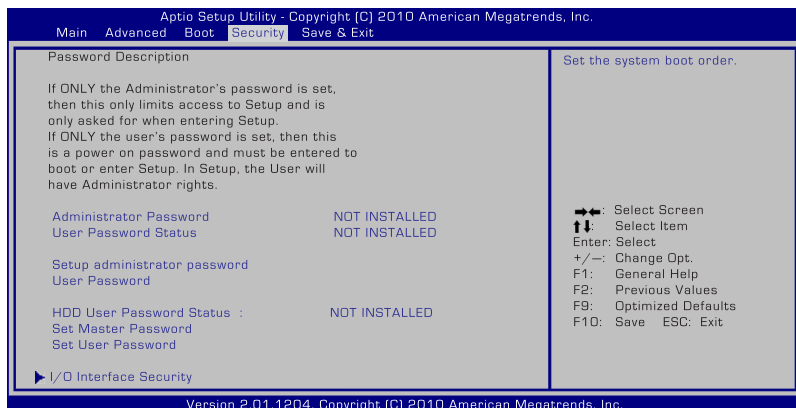 Aptio Setup Utility - Copyright (C) 2010 American Megatrends, Inc.
Main Advanced Boot Security Save & Exit
Password Description
If ONLY the Administrator's password is set,
then this only limits access to Setup and is
only asked for when entering Setup.
If ONLY the user's password is set, then this
is a power on password and must be entered to
boot or enter Setup. In Setup, the User will
have Administrator rights.
Administrator Password NOT INSTALLED
User Password Status NOT INSTALLED
Setup administrator password
User Password
HDD User Password Status : NOT INSTALLED
Set Master Password
Set User Password
I/O Interface Security
Set the system boot order.
→←: Select Screen
↑↓: Select Item
Enter: Select
+/—: Change Opt.
F1: General Help
F2: Previous Values
F9: Optimized Defaults
F10: Save ESC: Exit
Version 2.01.1204. Copyright (C) 2010 American Megatrends, Inc.